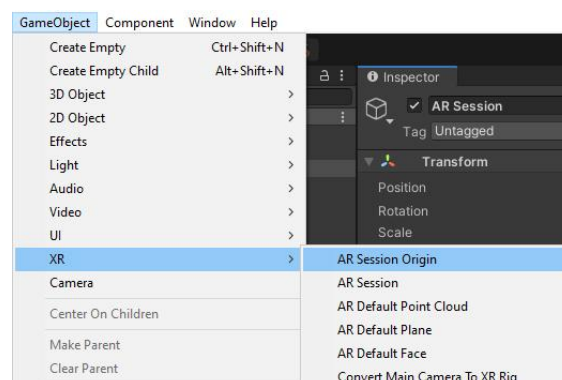 GameObject Component Window Help
Create Empty Ctrl+Shift+N
Create Empty Child Alt+Shift+N
3D Object
2D Object
Effects
Light
Audio
Video
UI
XR
Camera
Center On Children
Make Parent
Clear Parent
Inspector
AR Session
Tag Untagged
Transform
Position
Rotation
Scale
AR Session Origin
AR Session
AR Default Point Cloud
AR Default Plane
AR Default Face
Convert Main Camera To XR Rig